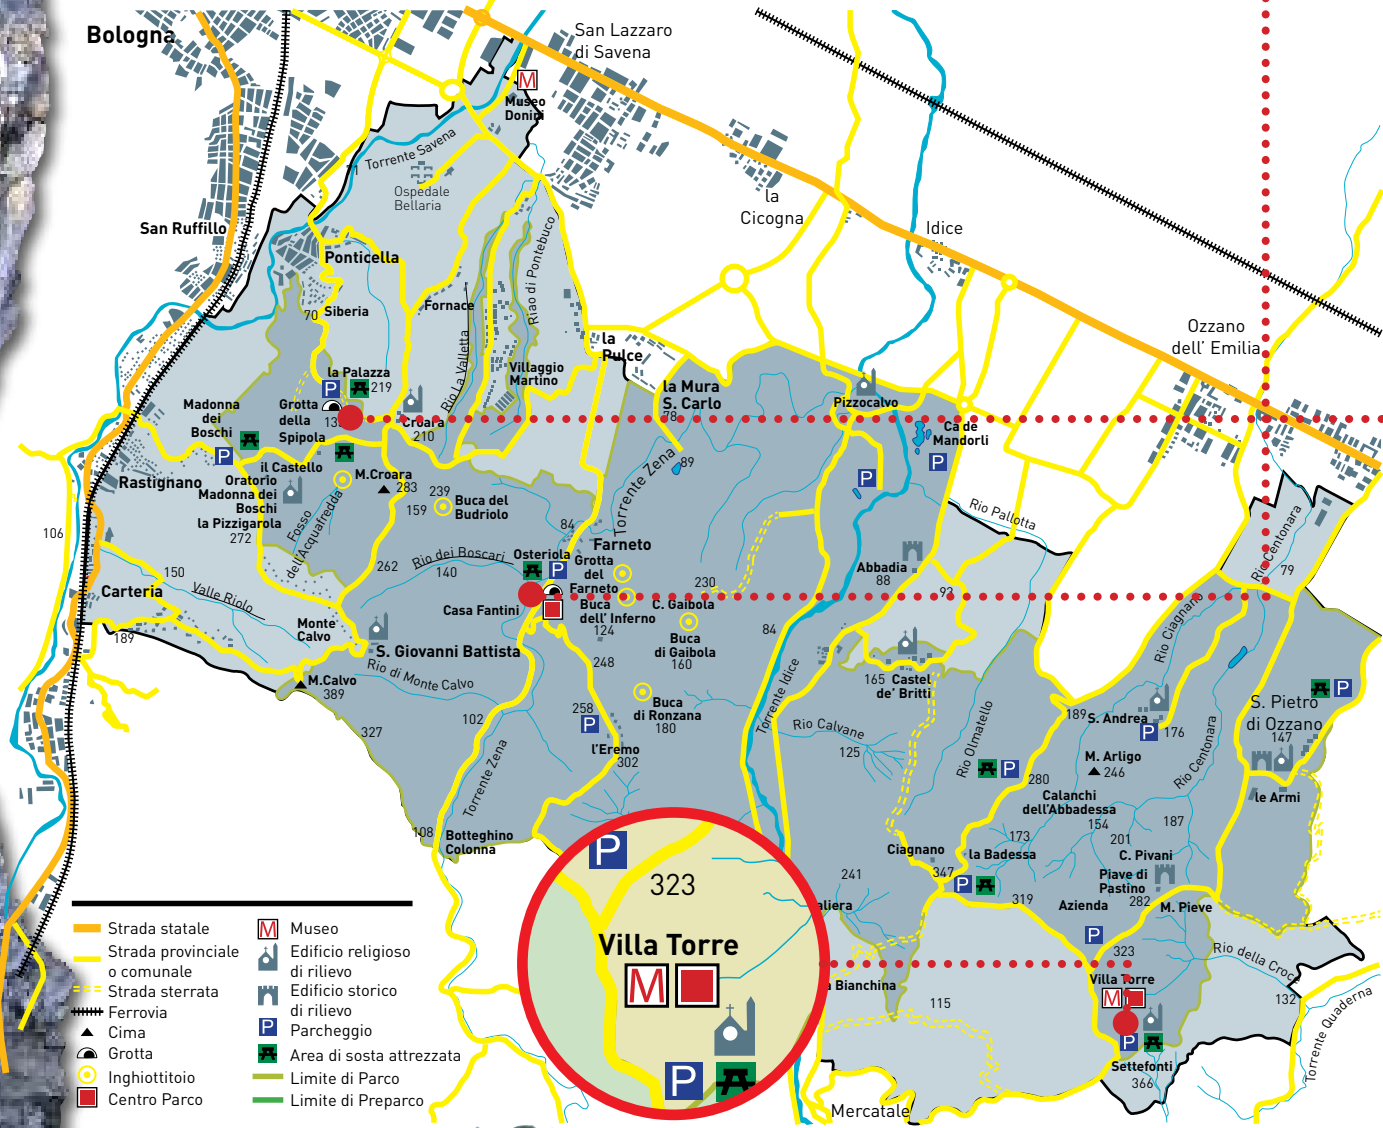 Bologna
San Lazzaro
di Savena
M
Museo
Donini
Torrente Savena
Ospedale
Bellaria
la
Cicogna
Idice
San Ruffillo
Ponticella
Riao di Pontebuco
Fornace
70
Siberia
Ozzano
dell' Emilia
la
Pulce
Rio La Valletta
Villaggio
Martino
la Palazza
P
219
la Mura
S. Carlo
78
Pizzocalvo
Madonna
dei
Boschi
Grotta
della
Spipola
Croara
210
Ca de
Mandorli
P
P
P
il Castello
M.Croara
283
89
Torrente Zena
Rastignano
Oratorio
Madonna dei
Boschi
la Pizzigarola
272
Fosso
dell'Acquafredda
239
159
Buca del
Budriolo
Rio Pallotta
Rio Centonara
79
106
84
Farneto
Osteriola
P
Grotta
del
Farneto
Abbadia
88
93
150
Carteria
Valle Riolo
262
Rio dei Boscari
140
230
Casa Fantini
Buca
dell' Inferno
124
C. Gaibola
Buca
di Gaibola
160
84
Rio Ciagnano
189
Monte
Calvo
S. Giovanni Battista
248
M.Calvo
389
Rio di Monte Calvo
165
Castel
de' Britti
327
102
258
P
Buca
di Ronzana
180
Torrente Idice
Rio Calvane
125
Rio Olmatello
189
S. Andrea
P
176
P
S. Pietro
di Ozzano
147
l'Eremo
302
Torrente Zena
P
280
M. Arligo
246
Rio Centonara
Calanchi
dell'Abbadessa
154
187
le Armi
108
Botteghino
Colonna
173
201
Ciagnano
347
la Badessa
C. Pivani
P
P
323
Villa Torre
M
P
241
319
Piave di
Pastino
282
Azienda
M. Pieve
P
323
Rio della Croce
Villa Torre
M
132
Torrente Quaderna
115
P
Settefonti
366
Mercatale
Strada statale
Strada provinciale
o comunale
Strada sterrata
Ferrovia
Cima
Grotta
Inghiottitoio
Centro Parco
M
Museo
Edificio religioso
di rilievo
Edificio storico
di rilievo
P
Parcheggio
Area di sosta attrezzata
Limite di Parco
Limite di Preparco